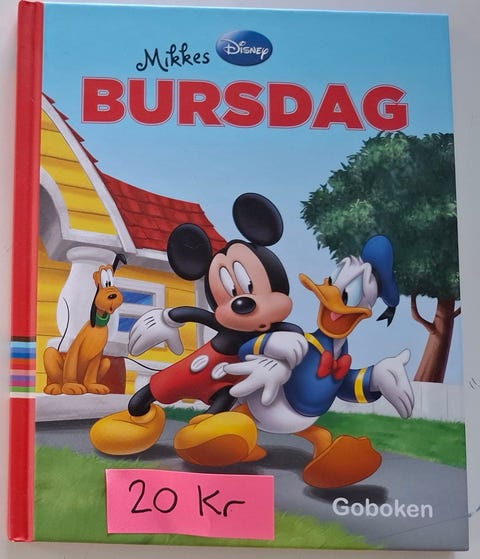 Mikkes Disney
BURSDAG
20 Kr
Goboken